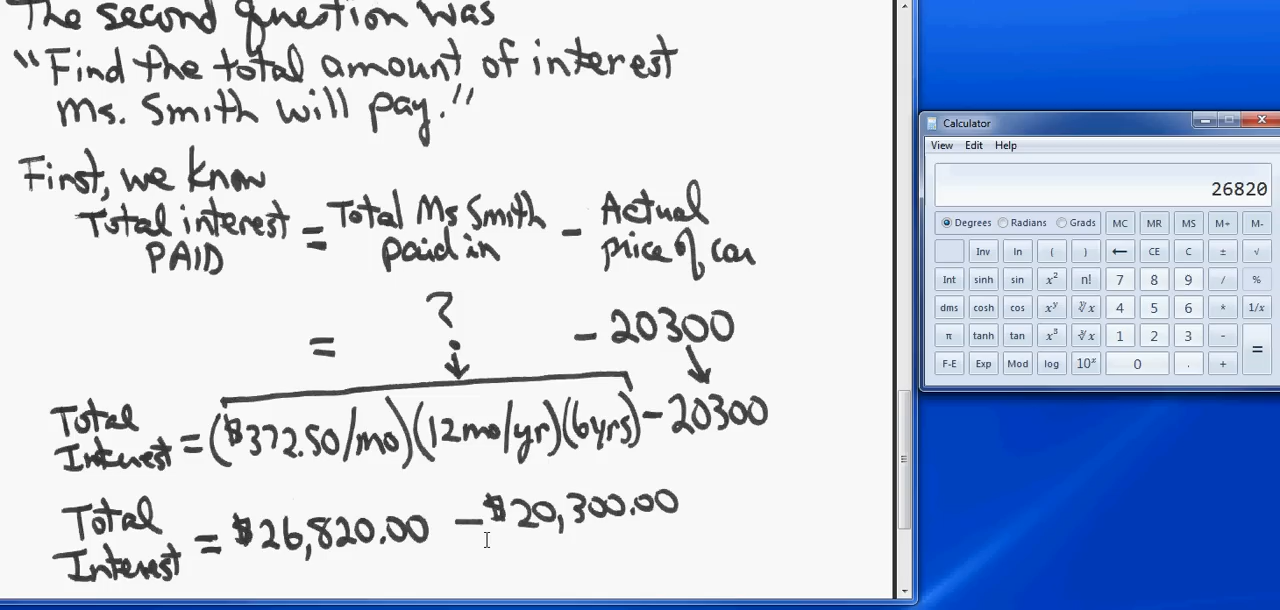 The second question was
"Find the total amount of interest
Ms. Smith will pay."
First, we know
Total interest PAID = Total Ms Smith paid in - Actual price of car
?
= - 20300
Total Interest = ($372.50/mo)(12mo/yr)(6yrs) - 20300
Total Interest = $26,820.00 - $20,300.00
Calculator
View Edit Help
26820
Degrees Radians Grads MC MR MS M+ M-
Inv ln ( ) ← CE C ± √
Int sinh sin x² n! 7 8 9 / %
dms cosh cos xʸ ʸ√x 4 5 6 * 1/x
π tanh tan x³ ³√x 1 2 3 - =
F-E Exp Mod log 10ˣ 0 . +